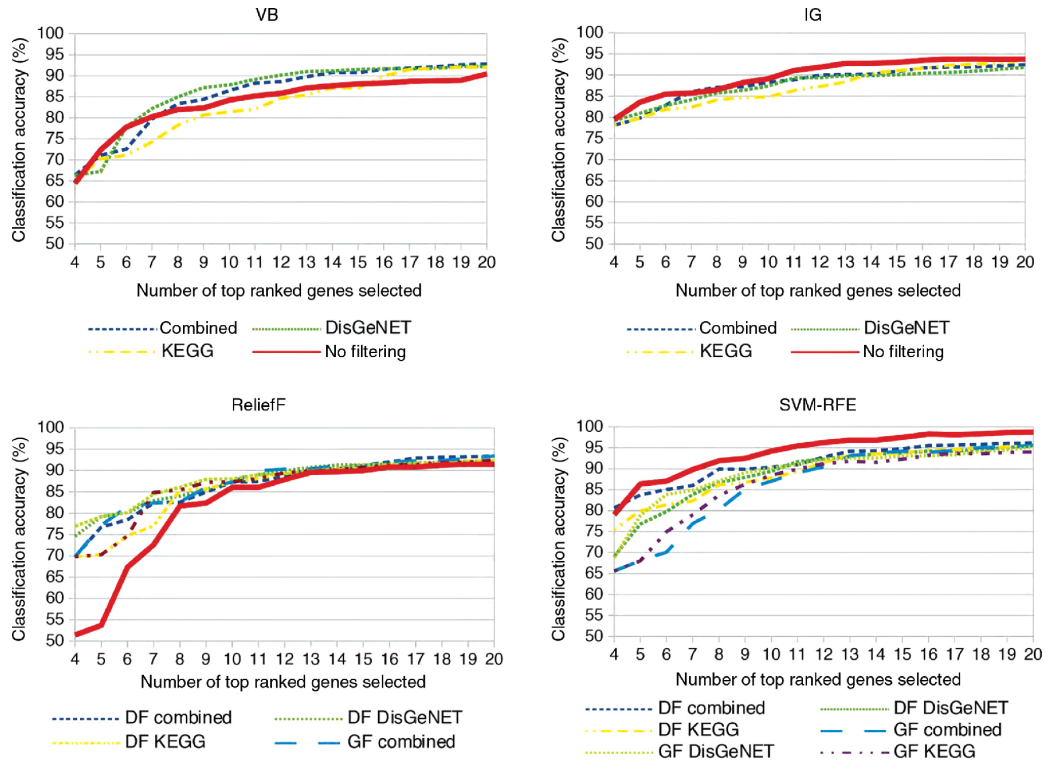 VB
Classification accuracy (%)
100
95
90
85
80
75
70
65
60
55
50
4 5 6 7 8 9 10 11 12 13 14 15 16 17 18 19 20
Number of top ranked genes selected
Combined DisGeNET
KEGG No filtering
IG
Classification accuracy (%)
100
95
90
85
80
75
70
65
60
55
50
4 5 6 7 8 9 10 11 12 13 14 15 16 17 18 19 20
Number of top ranked genes selected
Combined DisGeNET
KEGG No filtering
ReliefF
Classification accuracy (%)
100
95
90
85
80
75
70
65
60
55
50
4 5 6 7 8 9 10 11 12 13 14 15 16 17 18 19 20
Number of top ranked genes selected
DF combined DF DisGeNET
DF KEGG GF combined
SVM-RFE
Classification accuracy (%)
100
95
90
85
80
75
70
65
60
55
50
4 5 6 7 8 9 10 11 12 13 14 15 16 17 18 19 20
Number of top ranked genes selected
DF combined DF DisGeNET
DF KEGG GF combined
GF DisGeNET GF KEGG